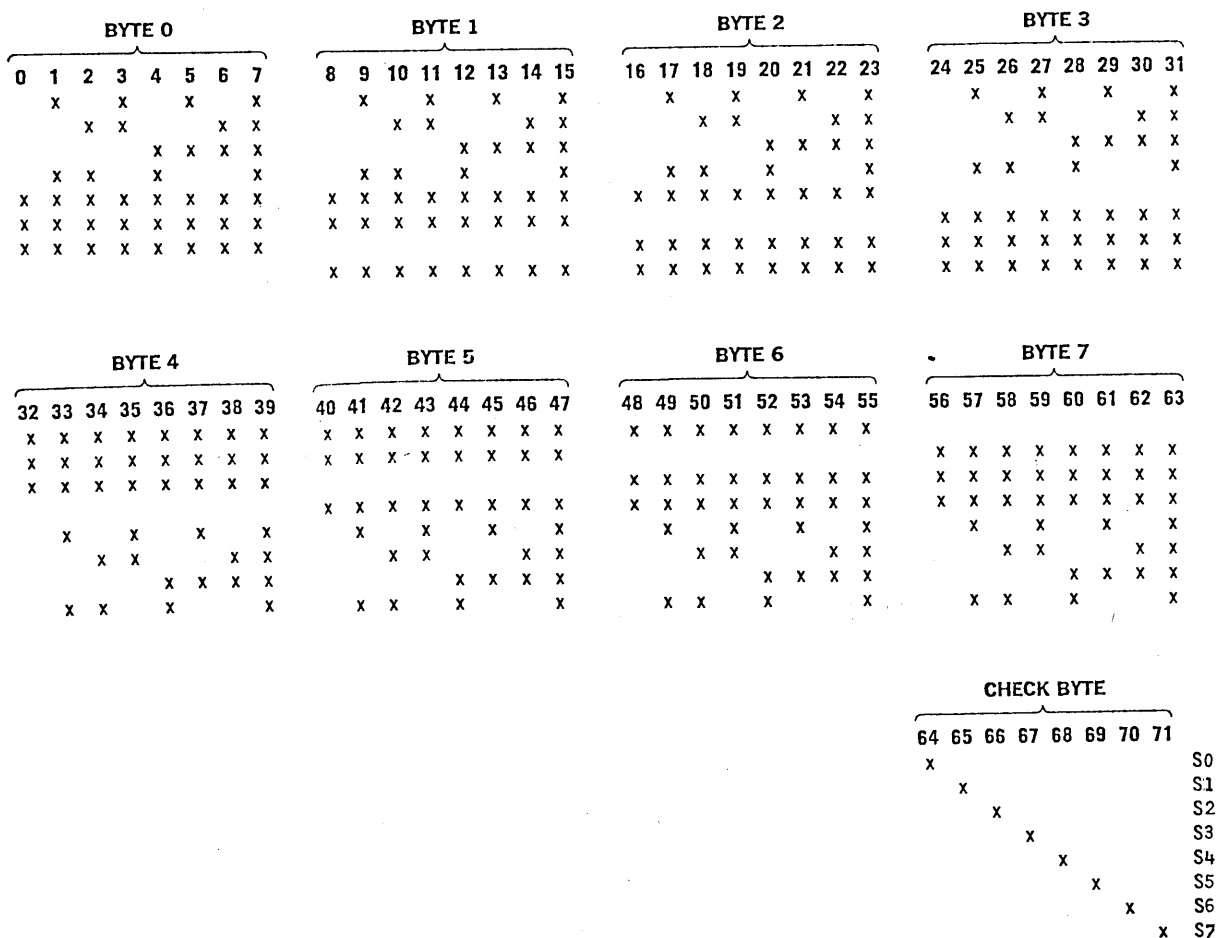 BYTE 0 BYTE 1 BYTE 2 BYTE 3
0 1 2 3 4 5 6 7 8 9 10 11 12 13 14 15 16 17 18 19 20 21 22 23 24 25 26 27 28 29 30 31
x x x x x x x x x x x x x x x x
x x x x x x x x x x x x x x x x
x x x x x x x x x x x x x x x x
x x x x x x x x x x x x x x x x
x x x x x x x x x x x x x x x x x x x x x x x x
x x x x x x x x x x x x x x x x x x x x x x x x
x x x x x x x x x x x x x x x x x x x x x x x x
x x x x x x x x x x x x x x x x x x x x x x x x
BYTE 4 BYTE 5 BYTE 6 BYTE 7
32 33 34 35 36 37 38 39 40 41 42 43 44 45 46 47 48 49 50 51 52 53 54 55 56 57 58 59 60 61 62 63
x x x x x x x x x x x x x x x x x x x x x x x x
x x x x x x x x x x x x x x x x x x x x x x x x
x x x x x x x x x x x x x x x x x x x x x x x x
x x x x x x x x x x x x x x x x x x x x x x x x
x x x x x x x x x x x x x x x x
x x x x x x x x x x x x x x x x
x x x x x x x x x x x x x x x x
x x x x x x x x x x x x x x x x
CHECK BYTE
64 65 66 67 68 69 70 71
x S0
x S1
x S2
x S3
x S4
x S5
x S6
x S7